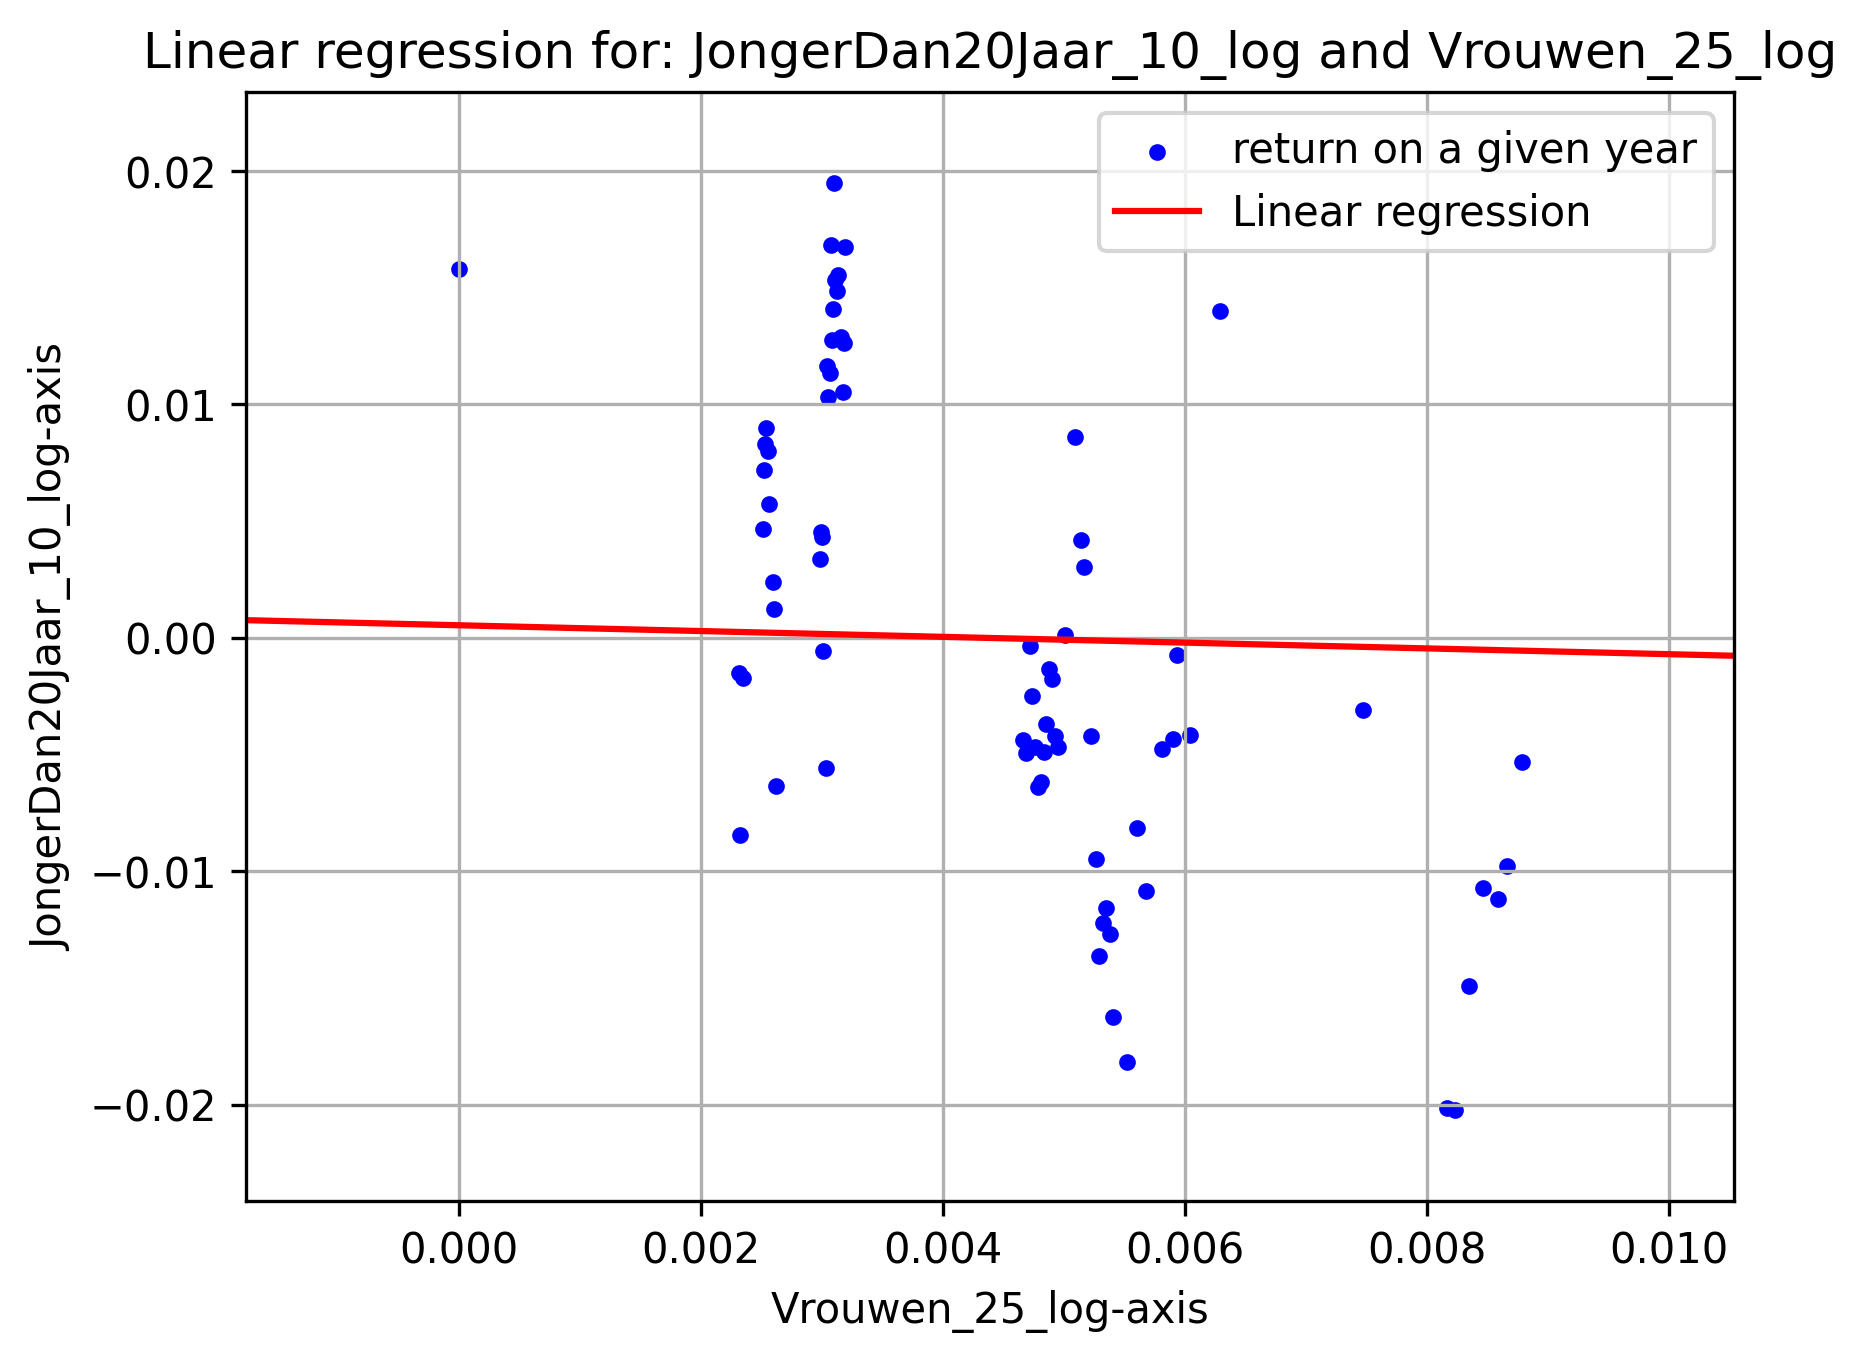 Linear regression for: JongerDan20Jaar_10_log and Vrouwen_25_log
return on a given year
Linear regression
JongerDan20Jaar_10_log-axis
0.02
0.01
0.00
−0.01
−0.02
0.000 0.002 0.004 0.006 0.008 0.010
Vrouwen_25_log-axis